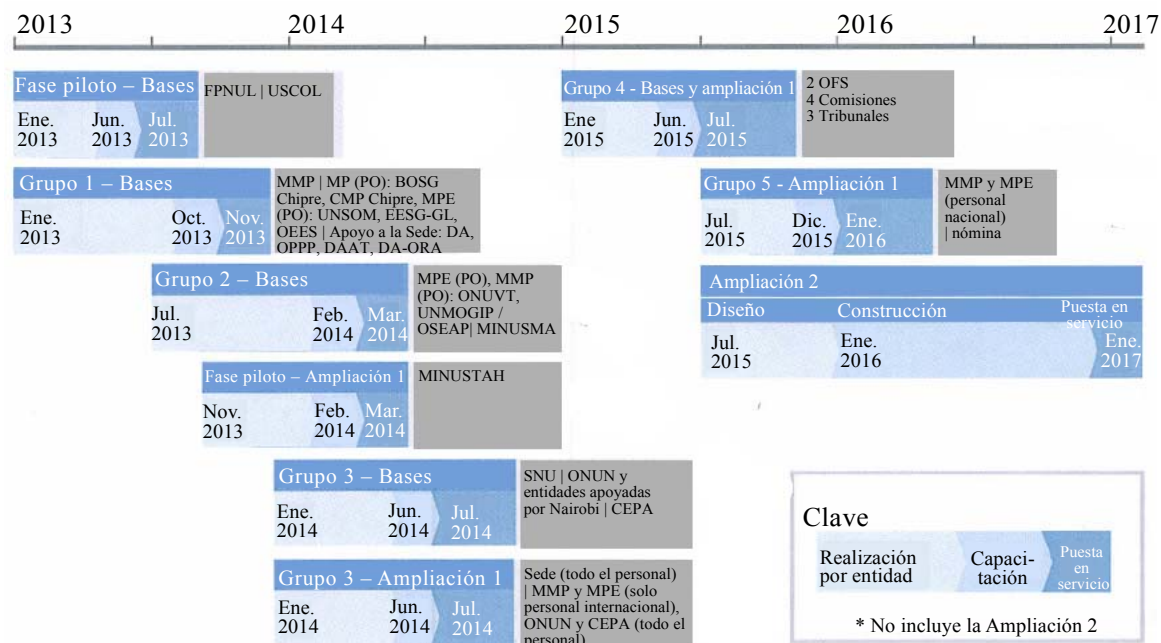 2013
2014
2015
2016
2017
Fase piloto – Bases
Ene.
2013
Jun.
2013
Jul.
2013
FPNUL | USCOL
Grupo 1 – Bases
Ene.
2013
Oct.
2013
Nov.
2013
MMP | MP (PO): BOSG
Chipre, CMP Chipre, MPE
(PO): UNSOM, EESG-GL,
OEES | Apoyo a la Sede: DA,
OPPP, DAAT, DA-ORA
Grupo 2 – Bases
Jul.
2013
Feb.
2014
Mar.
2014
MPE (PO), MMP
(PO): ONUVT,
UNMOGIP /
OSEAP| MINUSMA
Fase piloto – Ampliación 1
Nov.
2013
Feb.
2014
Mar.
2014
MINUSTAH
Grupo 3 – Bases
Ene.
2014
Jun.
2014
Jul.
2014
SNU | ONUN y
entidades apoyadas
por Nairobi | CEPA
Grupo 3 – Ampliación 1
Ene.
2014
Jun.
2014
Jul.
2014
Sede (todo el personal)
| MMP y MPE (solo
personal internacional),
ONUN y CEPA (todo el
personal)
Grupo 4 - Bases y ampliación 1
Ene
2015
Jun.
2015
Jul.
2015
2 OFS
4 Comisiones
3 Tribunales
Grupo 5 - Ampliación 1
Jul.
2015
Dic.
2015
Ene.
2016
MMP y MPE
(personal
nacional)
| nómina
Ampliación 2
Diseño
Construcción
Puesta en
servicio
Jul.
2015
Ene.
2016
Ene.
2017
Clave
Realización
por entidad
Capaci-
tación
Puesta
en
servicio
* No incluye la Ampliación 2